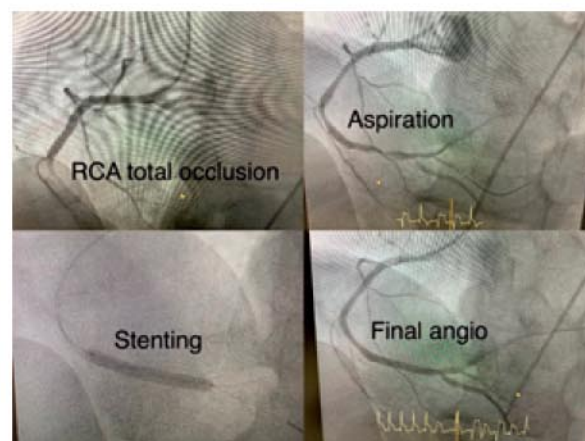 RCA total occlusion
Aspiration
Stenting
Final angio